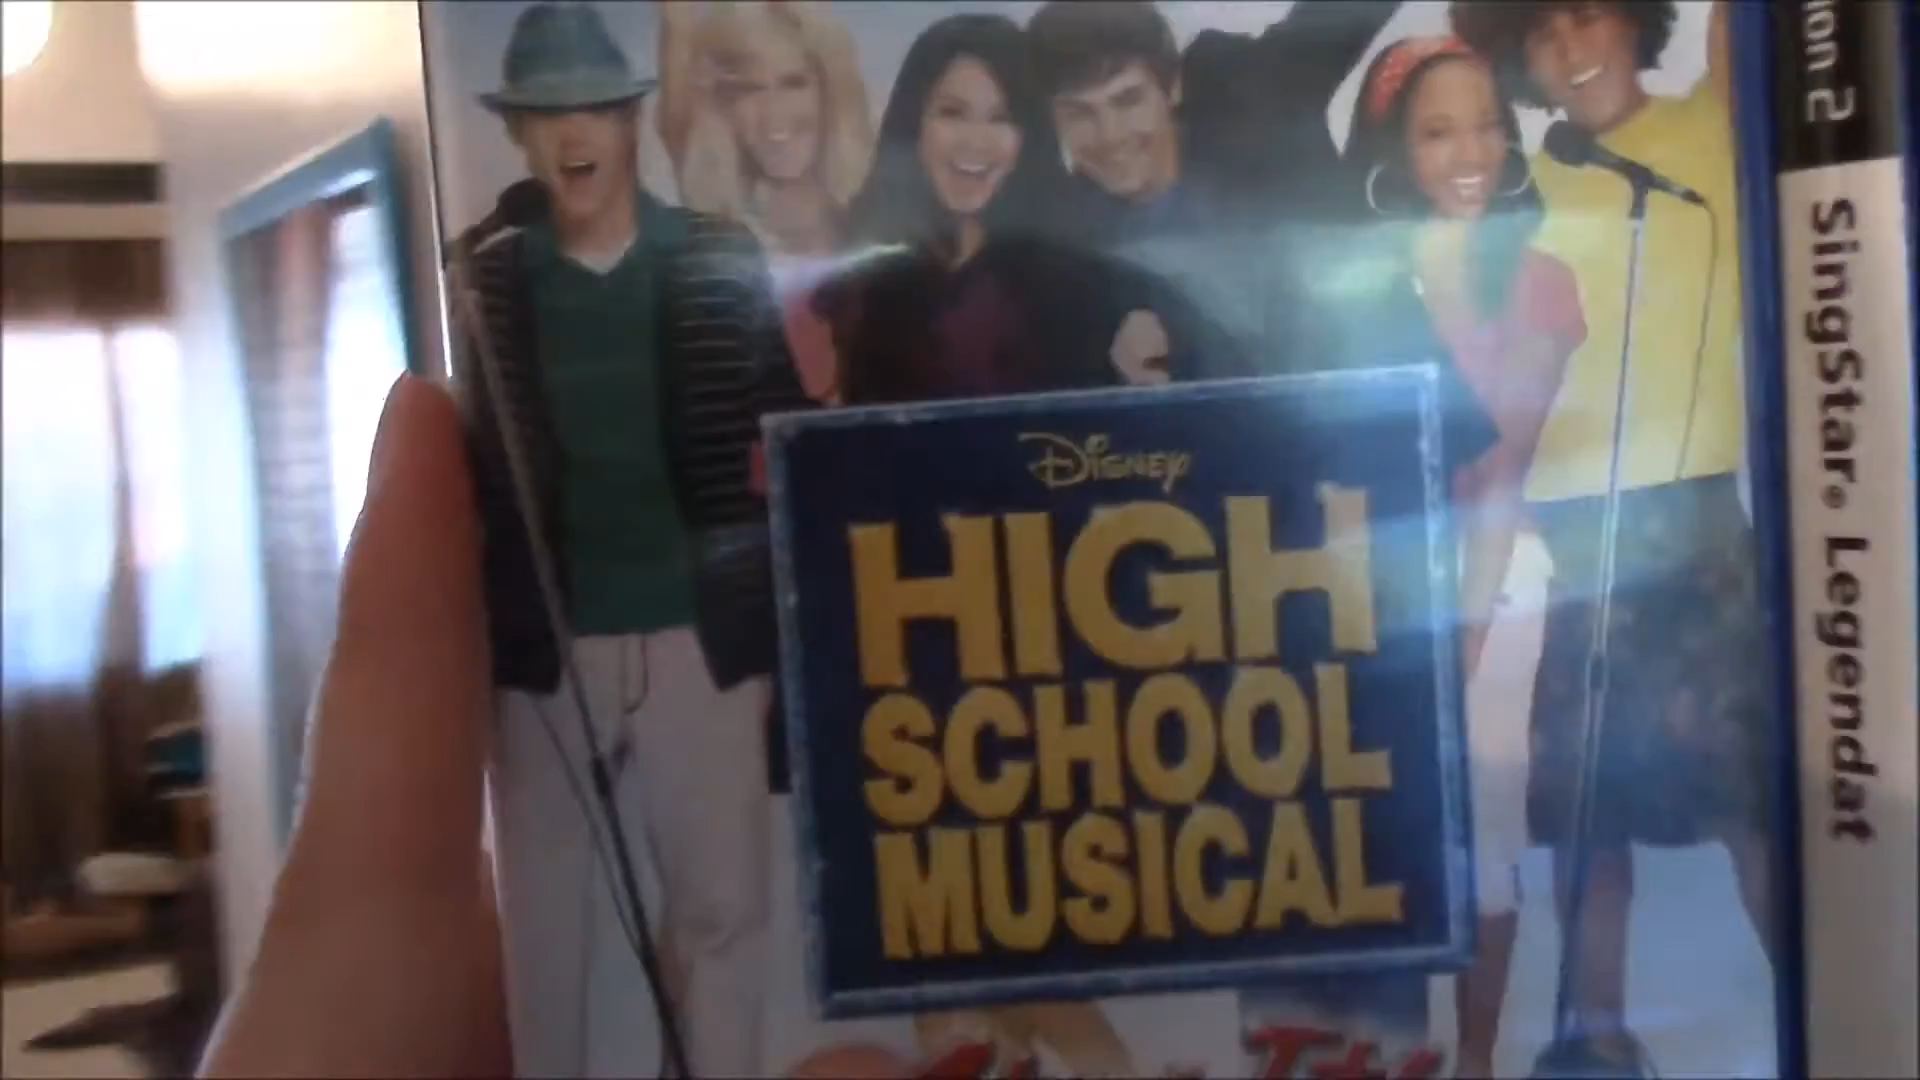 Disney
HIGH
SCHOOL
MUSICAL
ion 2
SingStar® Legendat